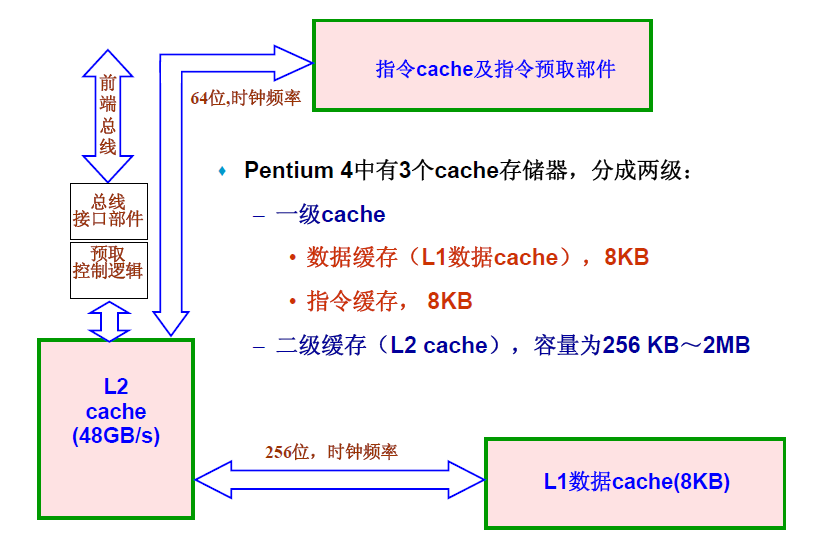 指令cache及指令预取部件
前
端
总
线
64位,时钟频率
♦ Pentium 4中有3个cache存储器，分成两级：
总线
接口部件
– 一级cache
预取
控制逻辑
• 数据缓存（L1数据cache），8KB
• 指令缓存， 8KB
– 二级缓存（L2 cache），容量为256 KB～2MB
L2
cache
(48GB/s)
256位，时钟频率
L1数据cache(8KB)